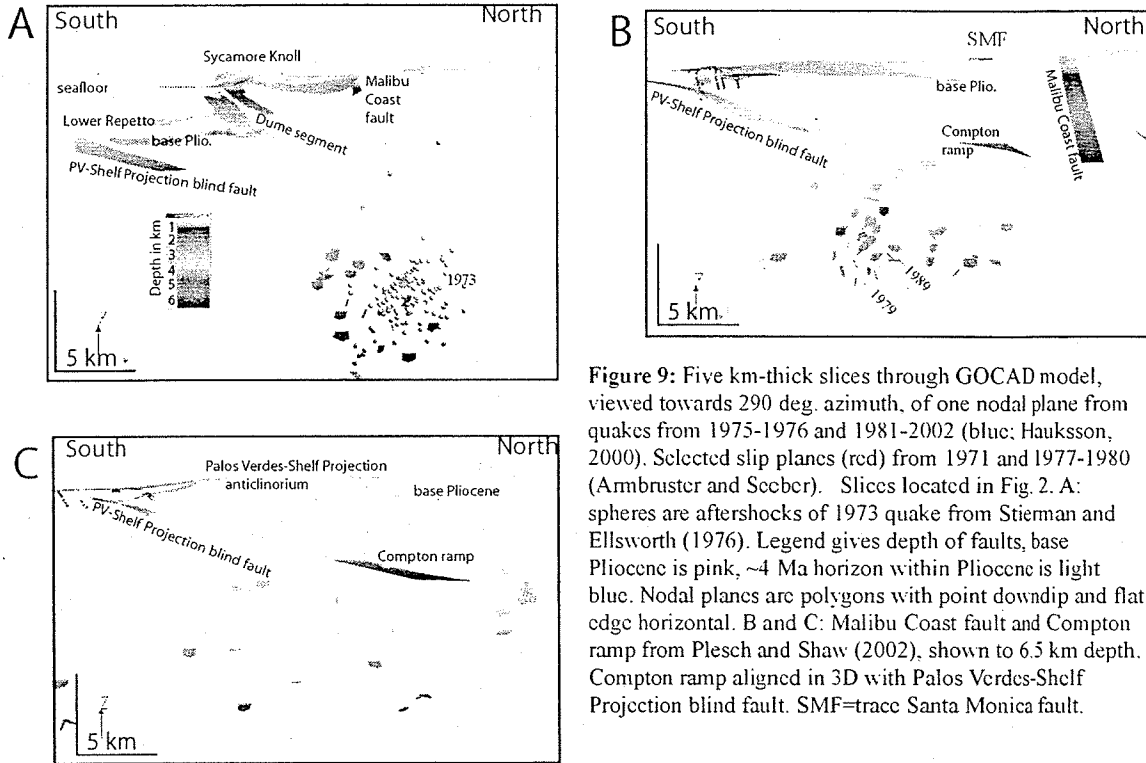 A
South
North
Sycamore Knoll
seafloor
Malibu
Coast
fault
Lower Repetto
Dume segment
base Plio.
PV-Shelf Projection blind fault
Depth in km
1
2
3
4
5
6
1973
Z
5 km
B
South
North
SMF
base Plio.
PV-Shelf Projection blind fault
Malibu Coast fault
Compton
ramp
1989
1979
5 km
C
South
North
Palos Verdes-Shelf Projection
anticlinorium
base Pliocene
PV-Shelf Projection blind fault
Compton ramp
Z
5 km
Figure 9: Five km-thick slices through GOCAD model,
viewed towards 290 deg. azimuth, of one nodal plane from
quakes from 1975-1976 and 1981-2002 (blue; Hauksson,
2000). Selected slip planes (red) from 1971 and 1977-1980
(Armbruster and Seeber). Slices located in Fig. 2. A:
spheres are aftershocks of 1973 quake from Stierman and
Ellsworth (1976). Legend gives depth of faults, base
Pliocene is pink, ~4 Ma horizon within Pliocene is light
blue. Nodal planes are polygons with point downdip and flat
edge horizontal. B and C: Malibu Coast fault and Compton
ramp from Plesch and Shaw (2002), shown to 6.5 km depth.
Compton ramp aligned in 3D with Palos Verdes-Shelf
Projection blind fault. SMF=trace Santa Monica fault.